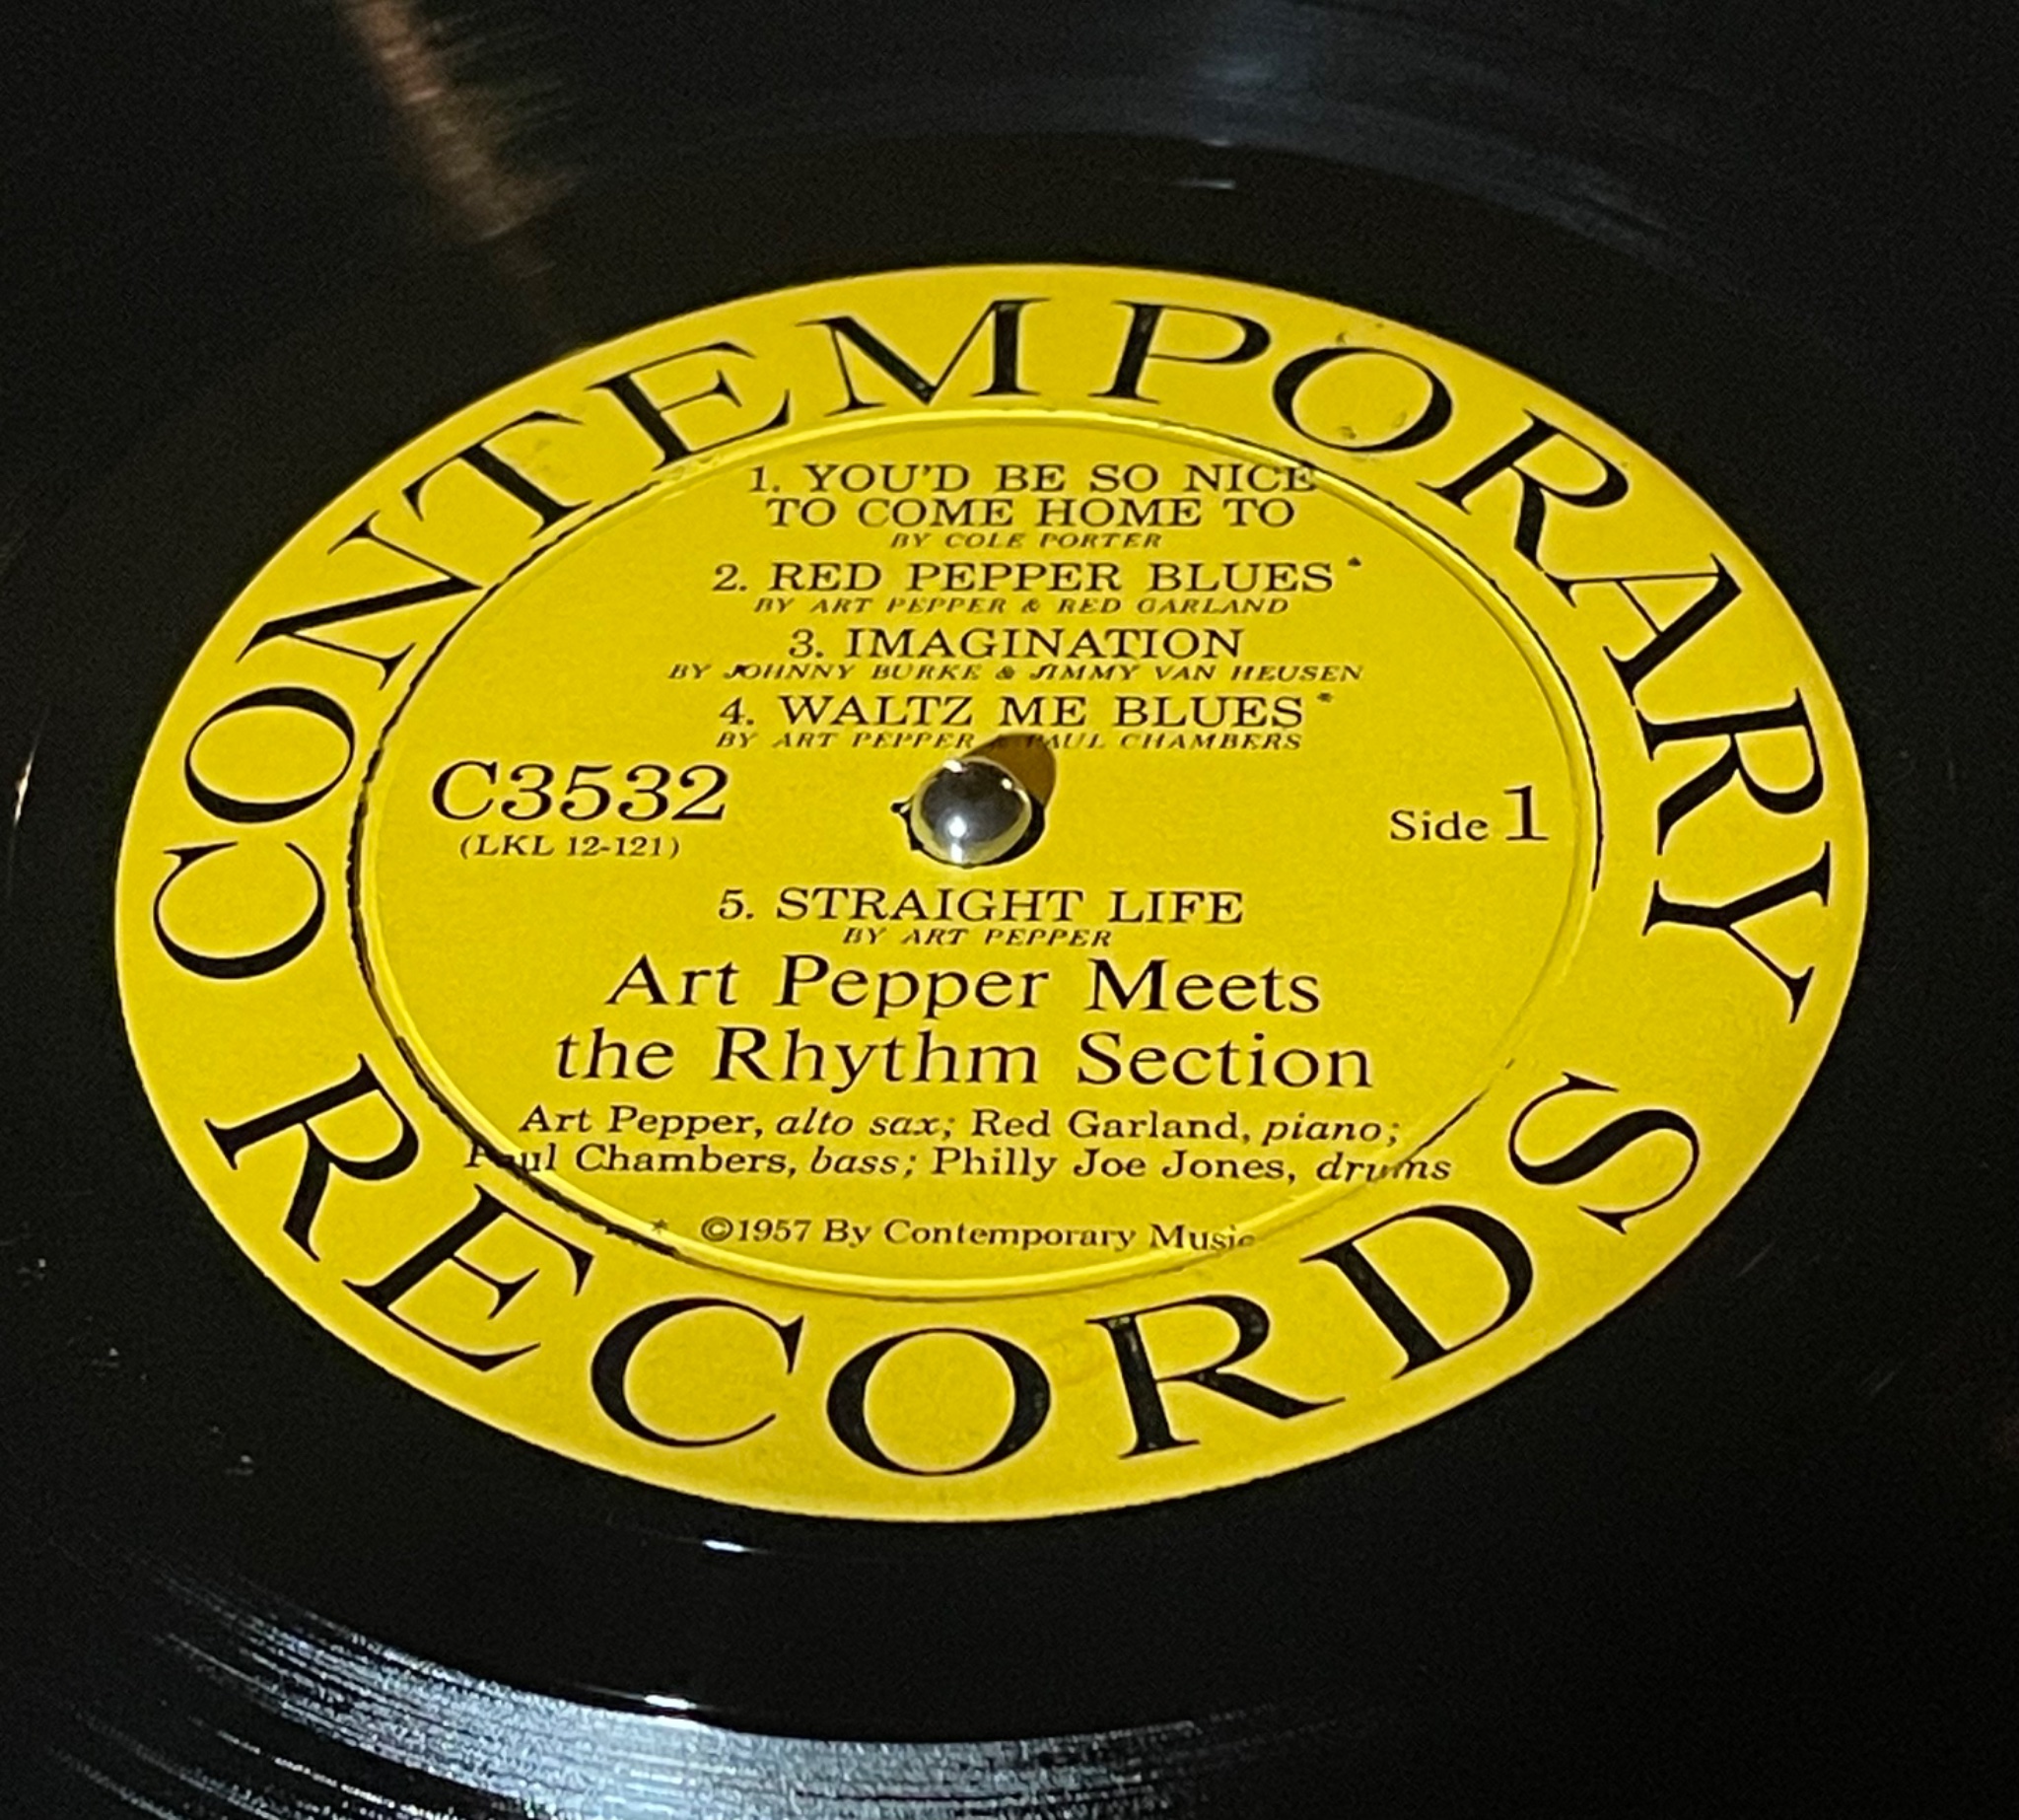 CONTEMPORARY
1. YOU'D BE SO NICE
TO COME HOME TO
BY COLE PORTER
2. RED PEPPER BLUES*
BY ART PEPPER & RED GARLAND
3. IMAGINATION
BY JOHNNY BURKE & JIMMY VAN HEUSEN
4. WALTZ ME BLUES*
BY ART PEPPER & PAUL CHAMBERS
C3532
(LKL 12-121)
Side 1
5. STRAIGHT LIFE
BY ART PEPPER
Art Pepper Meets
the Rhythm Section
Art Pepper, alto sax; Red Garland, piano;
Paul Chambers, bass; Philly Joe Jones, drums
* ©1957 By Contemporary Music
RECORDS